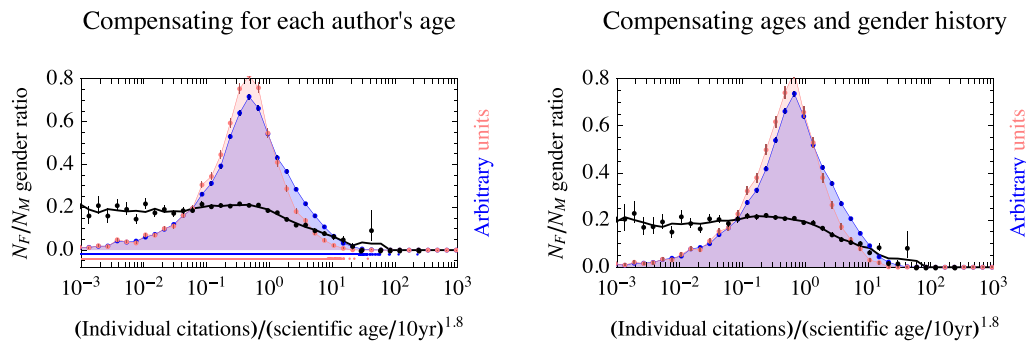 Compensating for each author's age
N_F/N_M gender ratio
0.8
0.6
0.4
0.2
0.0
10^−3 10^−2 10^−1 10^0 10^1 10^2 10^3
(Individual citations)/(scientific age/10yr)^1.8
Arbitrary units
Compensating ages and gender history
N_F/N_M gender ratio
0.8
0.6
0.4
0.2
0.0
10^−3 10^−2 10^−1 10^0 10^1 10^2 10^3
(Individual citations)/(scientific age/10yr)^1.8
Arbitrary units